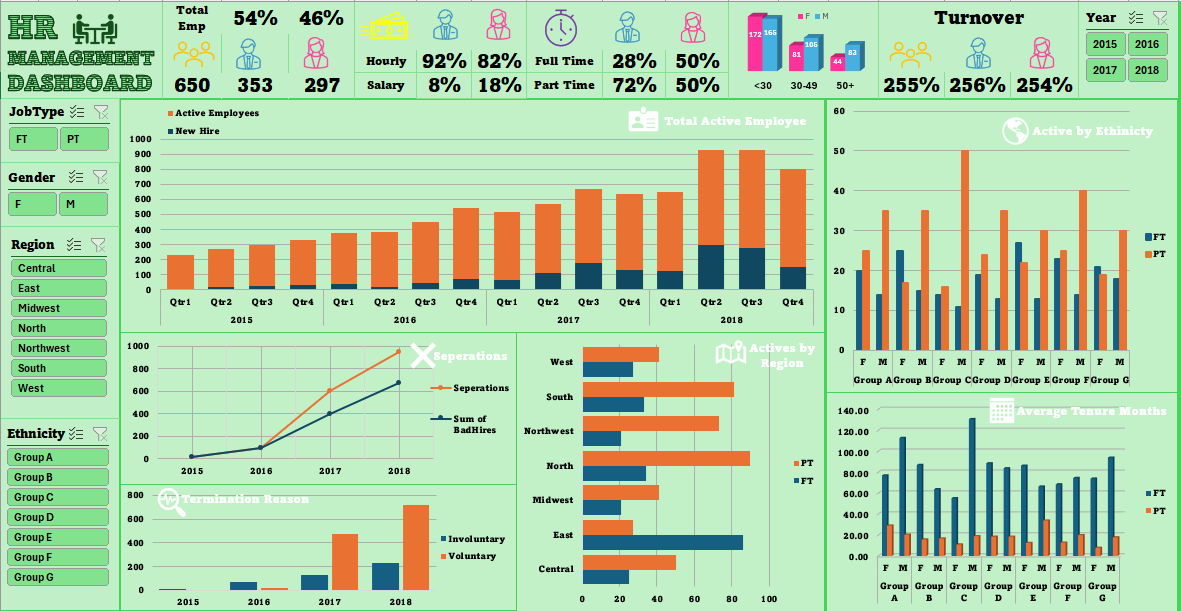 HR
MANAGEMENT
DASHBOARD
Total
Emp
54% 46%
650 353 297
Hourly 92% 82%
Salary 8% 18%
Full Time 28% 50%
Part Time 72% 50%
F M
172 165
81 105
44 83
<30 30-49 50+
Turnover
255% 256% 254%
Year
2015 2016
2017 2018
JobType
FT PT
Gender
F M
Region
Central
East
Midwest
North
Northwest
South
West
Ethnicity
Group A
Group B
Group C
Group D
Group E
Group F
Group G
Total Active Employee
Active Employees
New Hire
1000
900
800
700
600
500
400
300
200
100
0
Qtr1 Qtr2 Qtr3 Qtr4 Qtr1 Qtr2 Qtr3 Qtr4 Qtr1 Qtr2 Qtr3 Qtr4 Qtr1 Qtr2 Qtr3 Qtr4
2015 2016 2017 2018
Active by Ethinicty
60
50
40
30
20
10
0
FT
PT
F M F M F M F M F M F M F M
Group A Group B Group C Group D Group E Group F Group G
Seperations
1000
800
600
400
200
0
2015 2016 2017 2018
Seperations
Sum of
BadHires
Termination Reason
800
600
400
200
0
2015 2016 2017 2018
Involuntary
Voluntary
Actives by
Region
West
South
Northwest
North
Midwest
East
Central
0 20 40 60 80 100
PT
FT
Average Tenure Months
140.00
120.00
100.00
80.00
60.00
40.00
20.00
0.00
FT
PT
F M F M F M F M F M F M F M
Group Group Group Group Group Group Group
A B C D E F G